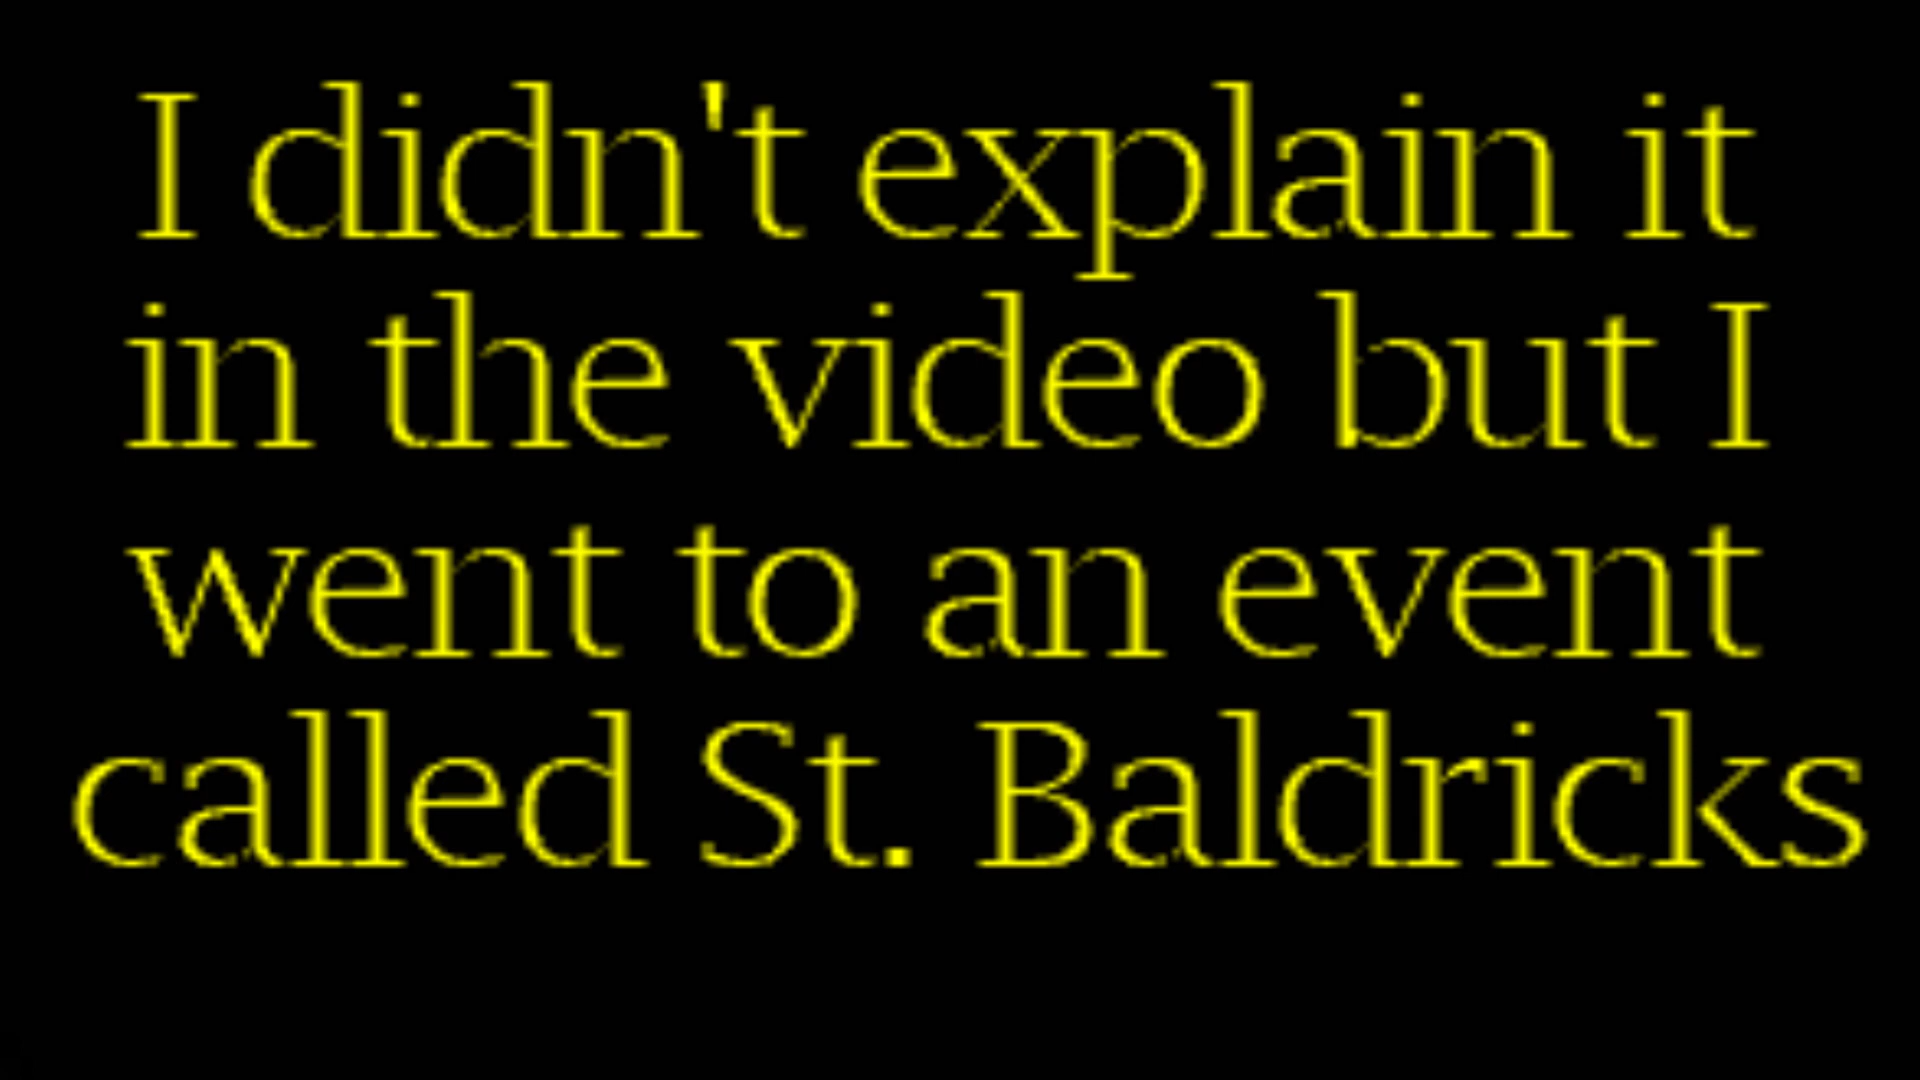 I didn't explain it
in the video but I
went to an event
called St. Baldricks